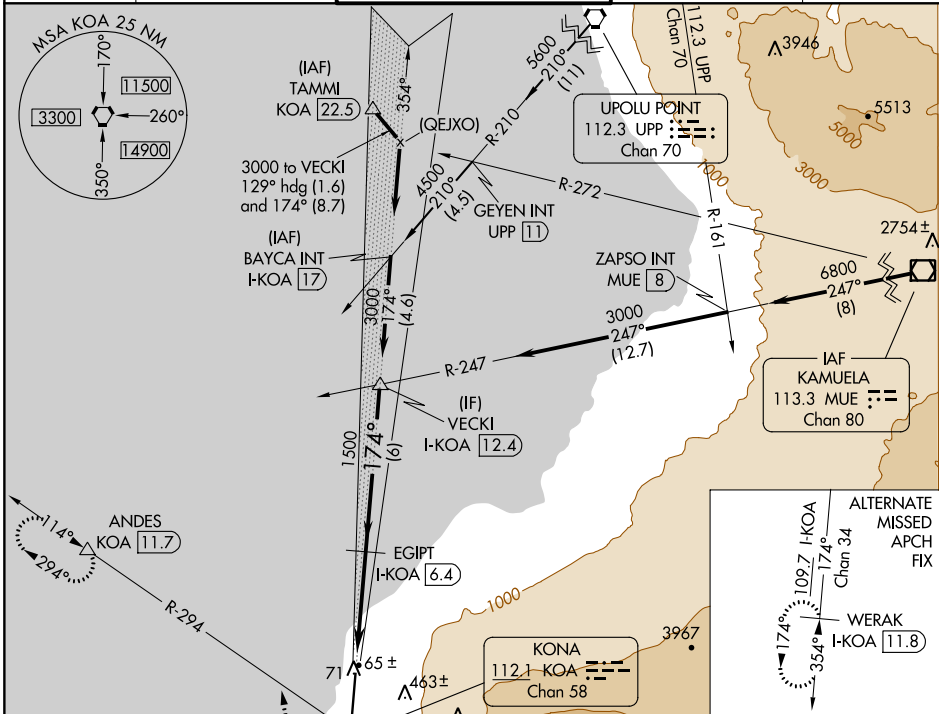 MSA KOA 25 NM
170°
11500
3300
260°
14900
350°
(IAF)
TAMMI
KOA 22.5
354°
(QEJXO)
3000 to VECKI
129° hdg (1.6)
and 174° (8.7)
5600
210°
(11)
R-210
4500
210°
(4.5)
GEYEN INT
UPP 11
(IAF)
BAYCA INT
I-KOA 17
UPOLU POINT
112.3 UPP
Chan 70
112.3 UPP
Chan 70
3946
5513
5000
3000
1000
R-272
R-161
2754±
ZAPSO INT
MUE 8
6800
247°
(8)
3000
247°
(12.7)
3000
174°
(4.6)
R-247
IAF
KAMUELA
113.3 MUE
Chan 80
(IF)
VECKI
I-KOA 12.4
1500
174°
(6)
ANDES
KOA 11.7
114°
294°
R-294
EGIPT
I-KOA 6.4
1000
71
65 ±
463±
KONA
112.1 KOA
Chan 58
3967
ALTERNATE
MISSED
APCH
FIX
109.7 I-KOA
174°
Chan 34
WERAK
I-KOA 11.8
174°
354°